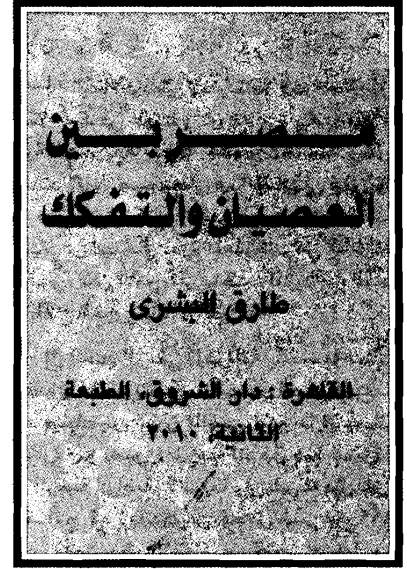 مصر بين
العصيان والتفكك
طارق البشرى
القاهرة : دار الشروق، الطبعة
الثانية، ٢٠١٠